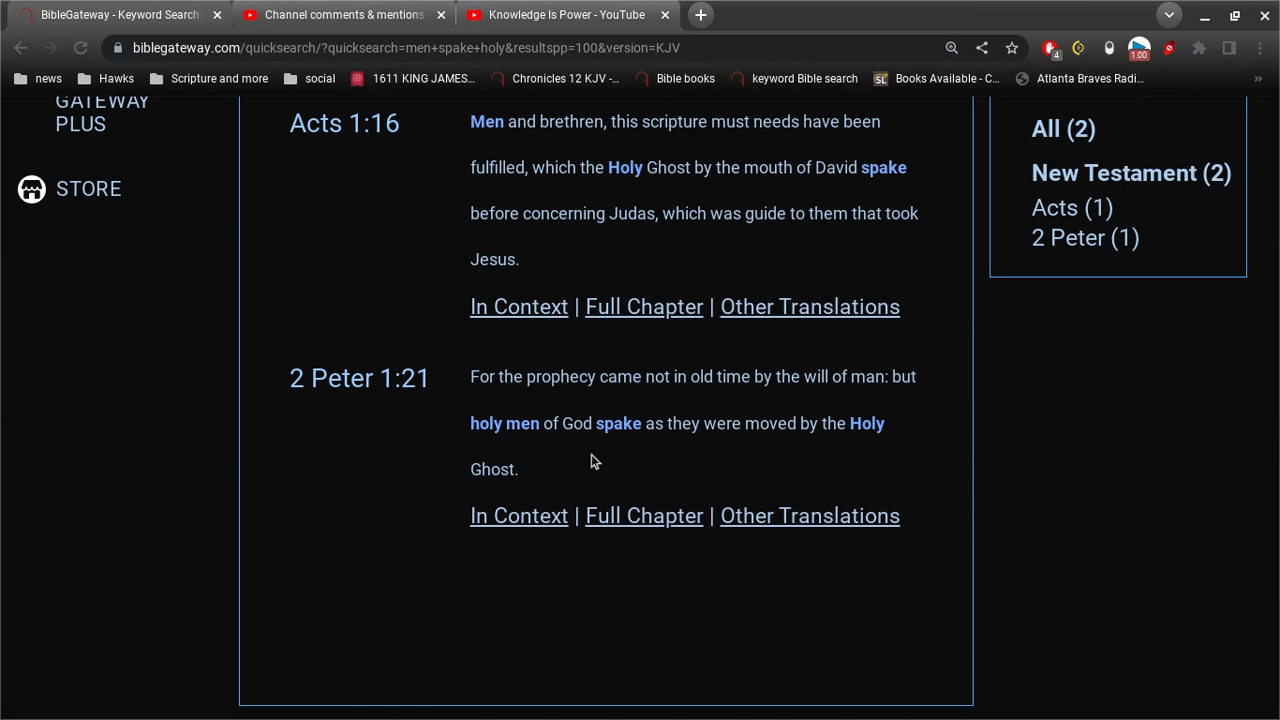 BibleGateway - Keyword Search:
Channel comments & mentions -
Knowledge Is Power - YouTube
biblegateway.com/quicksearch/?quicksearch=men+spake+holy&resultspp=100&version=KJV
4
1.00
news
Hawks
Scripture and more
social
1611 KING JAMES...
Chronicles 12 KJV -...
Bible books
keyword Bible search
SL
Books Available - C...
Atlanta Braves Radi...
»
GATEWAY
PLUS
STORE
Acts 1:16
Men and brethren, this scripture must needs have been
fulfilled, which the Holy Ghost by the mouth of David spake
before concerning Judas, which was guide to them that took
Jesus.
In Context | Full Chapter | Other Translations
2 Peter 1:21
For the prophecy came not in old time by the will of man: but
holy men of God spake as they were moved by the Holy
Ghost.
In Context | Full Chapter | Other Translations
All (2)
New Testament (2)
Acts (1)
2 Peter (1)